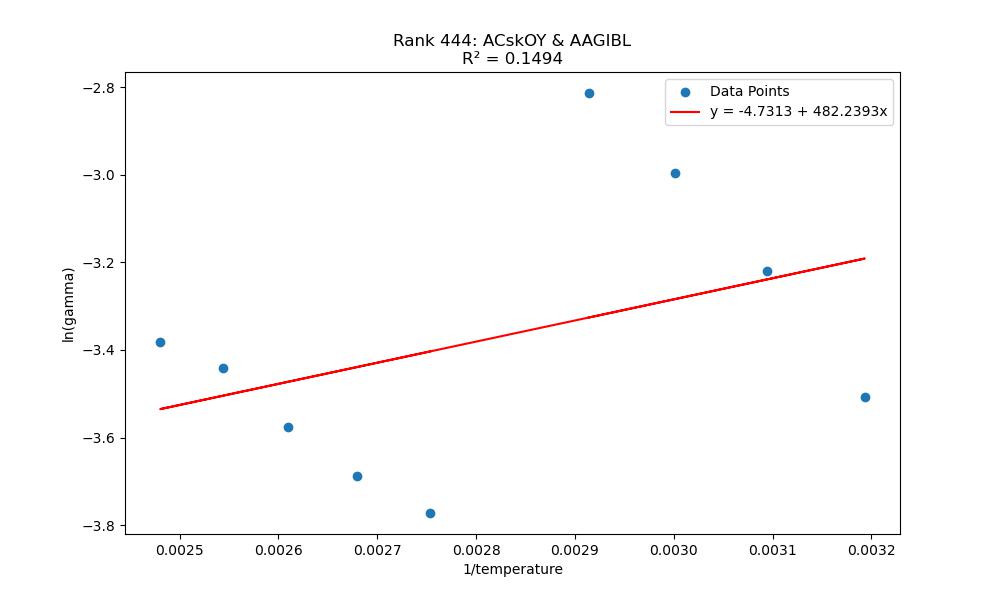 Rank 444: ACskOY & AAGIBL
R² = 0.1494
Data Points
y = -4.7313 + 482.2393x
ln(gamma)
−2.8
−3.0
−3.2
−3.4
−3.6
−3.8
0.0025
0.0026
0.0027
0.0028
0.0029
0.0030
0.0031
0.0032
1/temperature